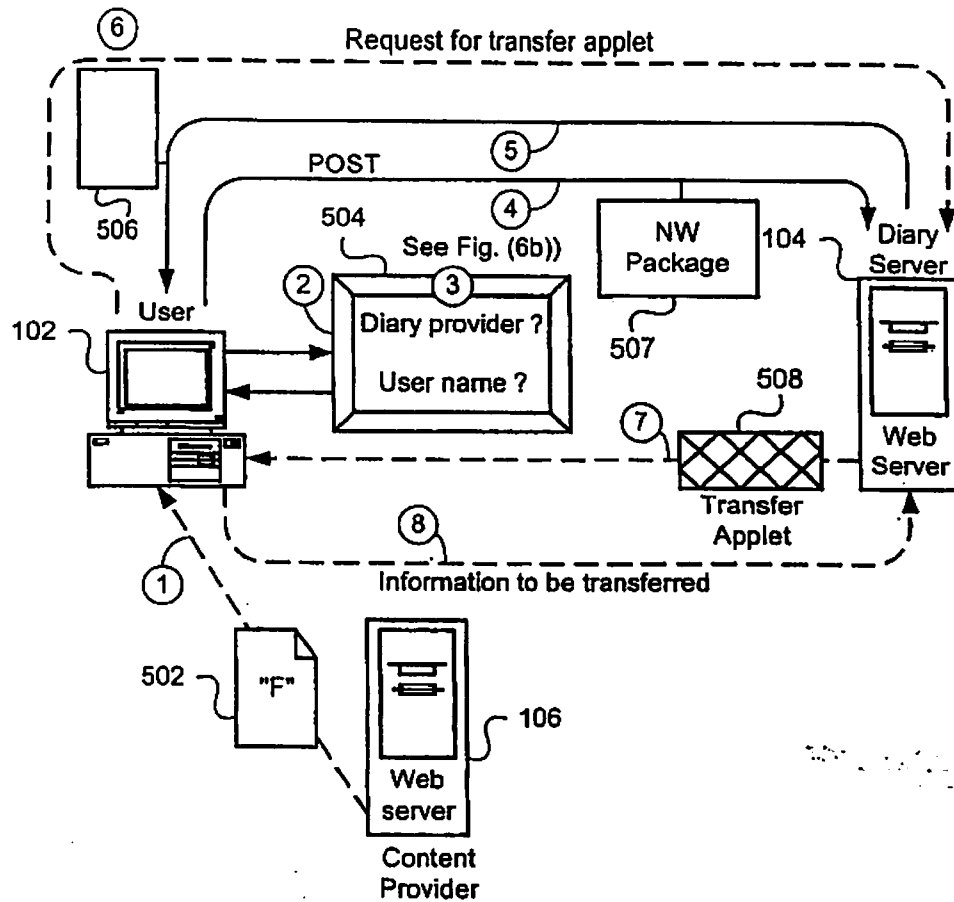 6
Request for transfer applet
5
POST
506
4
504
See Fig. (6b))
NW
Package
507
104
Diary
Server
User
2
3
102
Diary provider ?
User name ?
508
7
Web
Server
Transfer
Applet
8
1
Information to be transferred
502
"F"
106
Web
server
Content
Provider